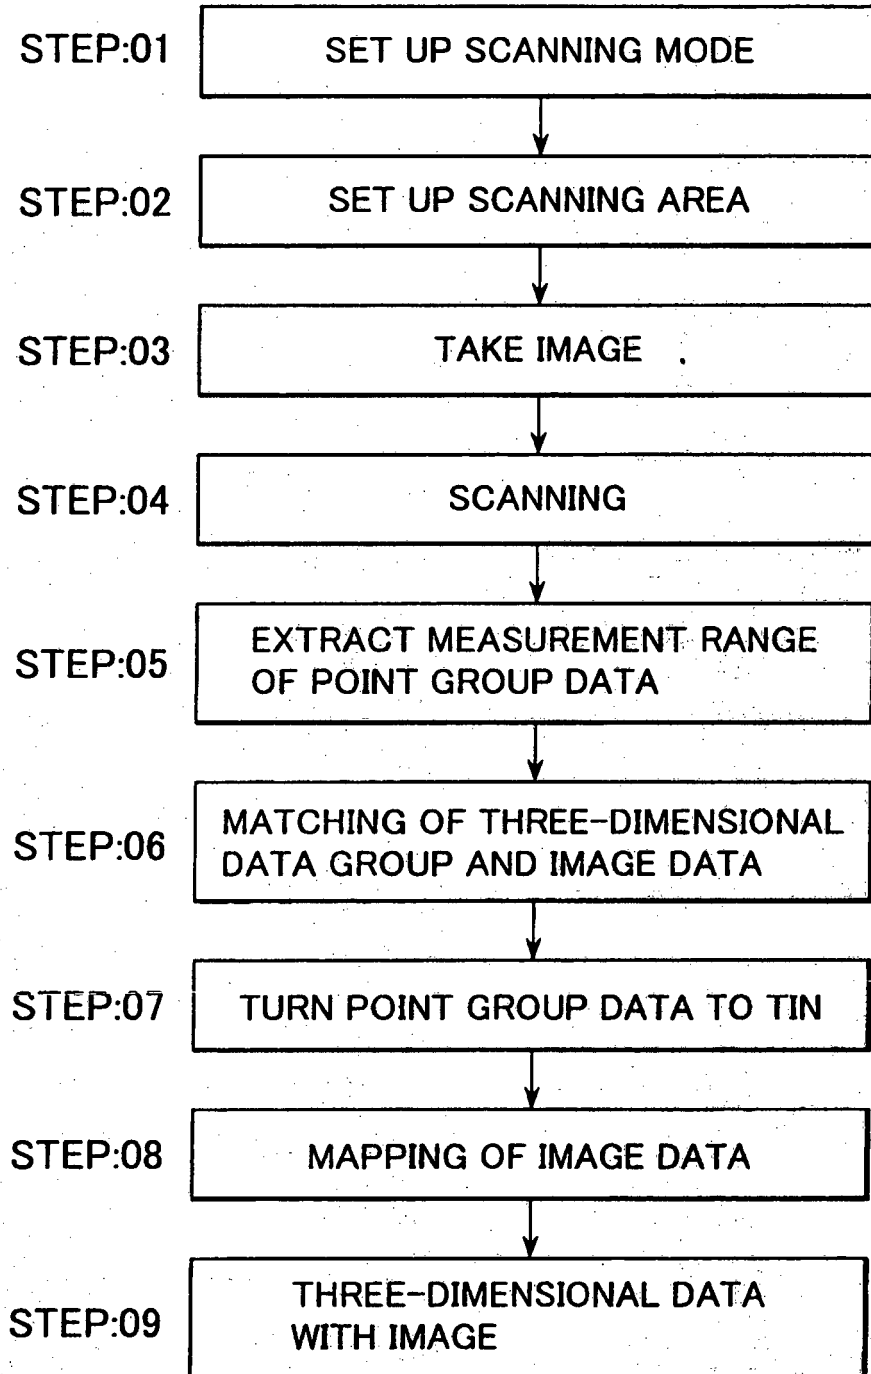 STEP:01 SET UP SCANNING MODE
STEP:02 SET UP SCANNING AREA
STEP:03 TAKE IMAGE
STEP:04 SCANNING
STEP:05 EXTRACT MEASUREMENT RANGE
OF POINT GROUP DATA
STEP:06 MATCHING OF THREE-DIMENSIONAL
DATA GROUP AND IMAGE DATA
STEP:07 TURN POINT GROUP DATA TO TIN
STEP:08 MAPPING OF IMAGE DATA
STEP:09 THREE-DIMENSIONAL DATA
WITH IMAGE